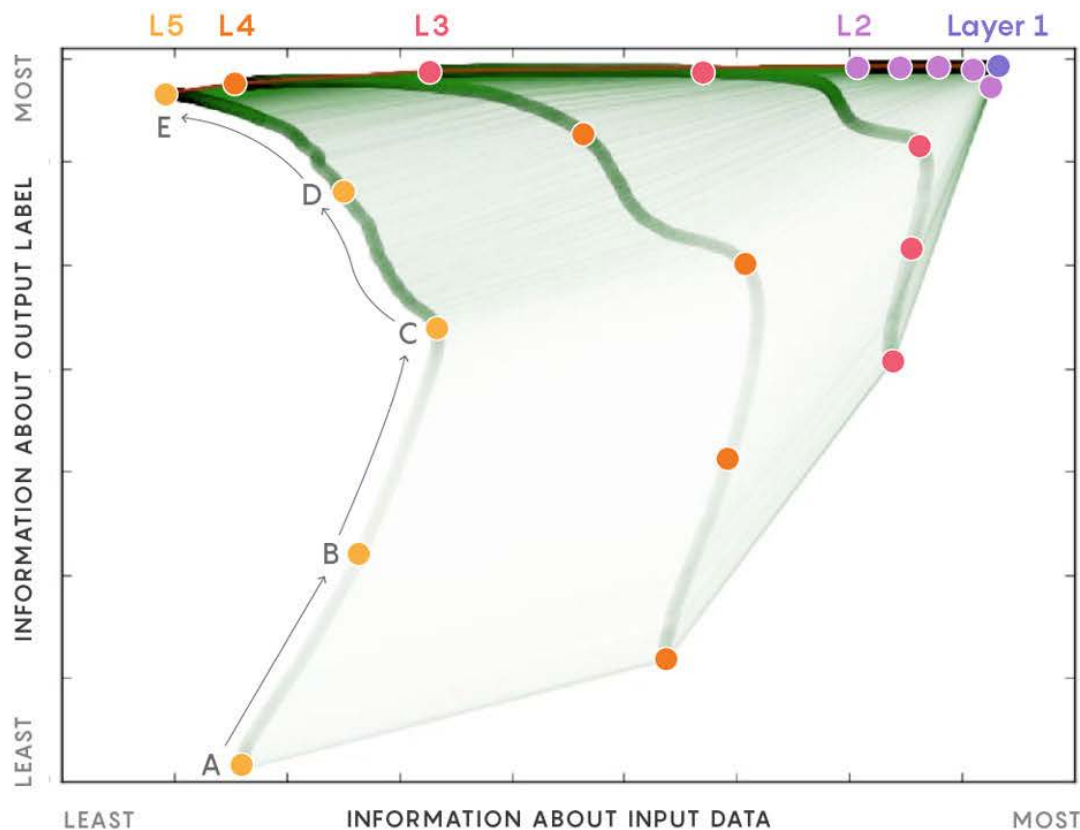 L5 L4 L3 L2 Layer 1
MOST
INFORMATION ABOUT OUTPUT LABEL
LEAST
E
D
C
B
A
LEAST INFORMATION ABOUT INPUT DATA MOST